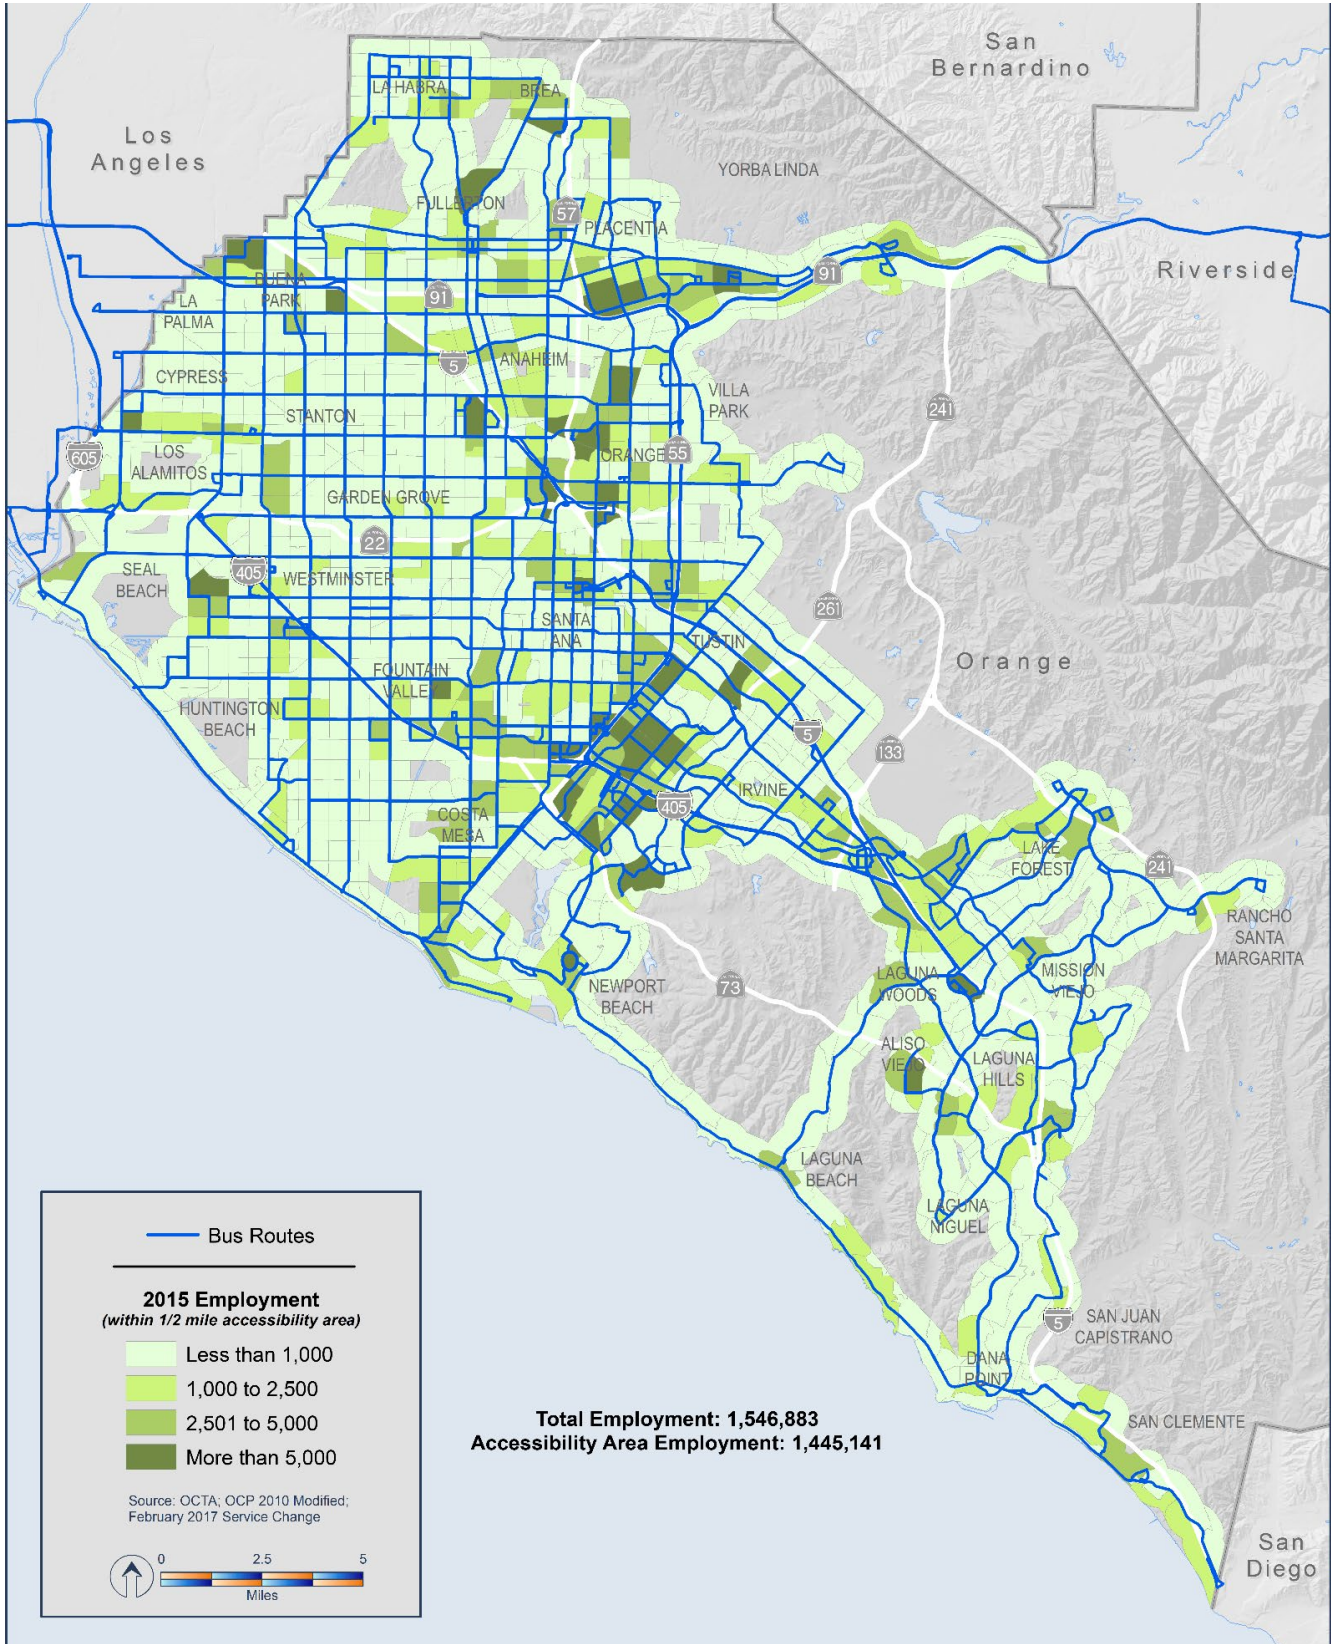 San
Bernardino
Los
Angeles
LA HABRA
BREA
YORBA LINDA
FULLERTON
57
PLACENTIA
Riverside
91
BUENA
PARK
91
LA
PALMA
5
ANAHEIM
CYPRESS
VILLA
PARK
241
STANTON
605
LOS
ALAMITOS
ORANGE
55
GARDEN GROVE
22
SEAL
BEACH
405
WESTMINSTER
261
SANTA
ANA
TUSTIN
Orange
FOUNTAIN
VALLEY
HUNTINGTON
BEACH
5
133
IRVINE
405
COSTA
MESA
LAKE
FOREST
241
RANCHO
SANTA
MARGARITA
LAGUNA
WOODS
MISSION
VIEJO
NEWPORT
BEACH
73
ALISO
VIEJO
LAGUNA
HILLS
LAGUNA
BEACH
LAGUNA
NIGUEL
5
SAN JUAN
CAPISTRANO
DANA
POINT
SAN CLEMENTE
San
Diego
Bus Routes
2015 Employment
(within 1/2 mile accessibility area)
Less than 1,000
1,000 to 2,500
2,501 to 5,000
More than 5,000
Source: OCTA; OCP 2010 Modified;
February 2017 Service Change
0 2.5 5
Miles
Total Employment: 1,546,883
Accessibility Area Employment: 1,445,141